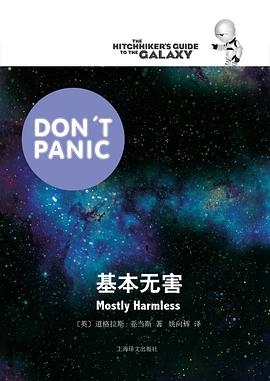 THE
HITCHHIKER'S GUIDE
TO THE GALAXY
DON'T
PANIC
基本无害
Mostly Harmless
〔英〕道格拉斯·亚当斯 著 姚向辉 译
上海译文出版社